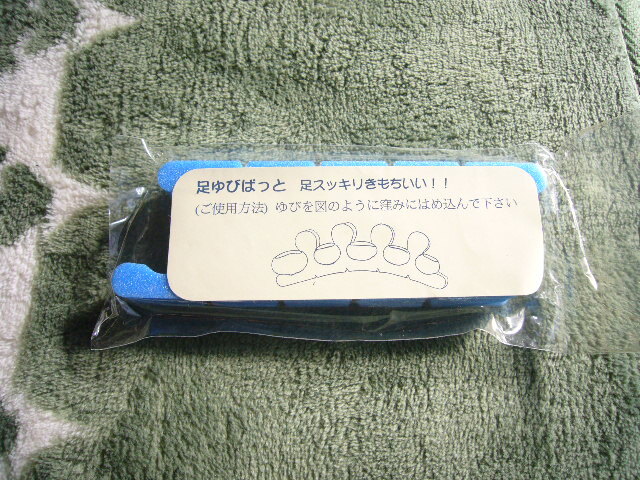 足ゆびぱっと 足スッキリきもちいい！！
(ご使用方法) ゆびを図のように窪みにはめ込んで下さい